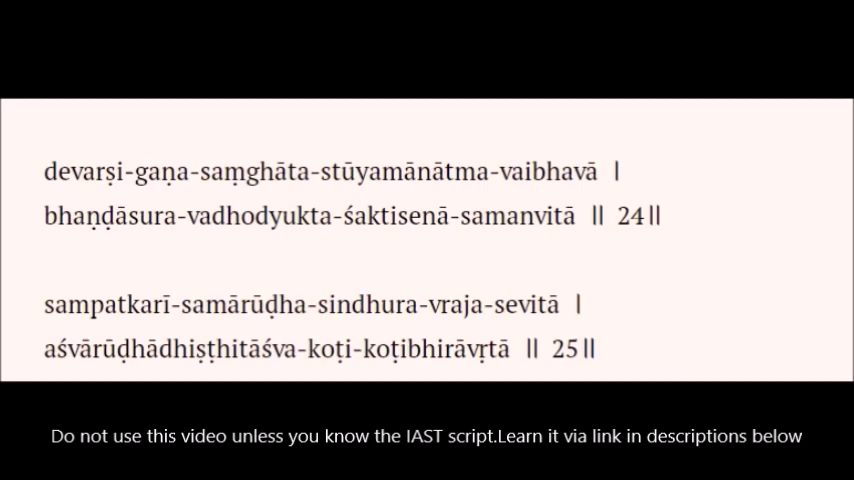 devarṣi-gaṇa-saṃghāta-stūyamānātma-vaibhavā |
bhaṇḍāsura-vadhodyukta-śaktisenā-samanvitā || 24||
sampatkarī-samārūḍha-sindhura-vraja-sevitā |
aśvārūḍhādhiṣṭhitāśva-koṭi-koṭibhirāvṛtā || 25||
Do not use this video unless you know the IAST script.Learn it via link in descriptions below